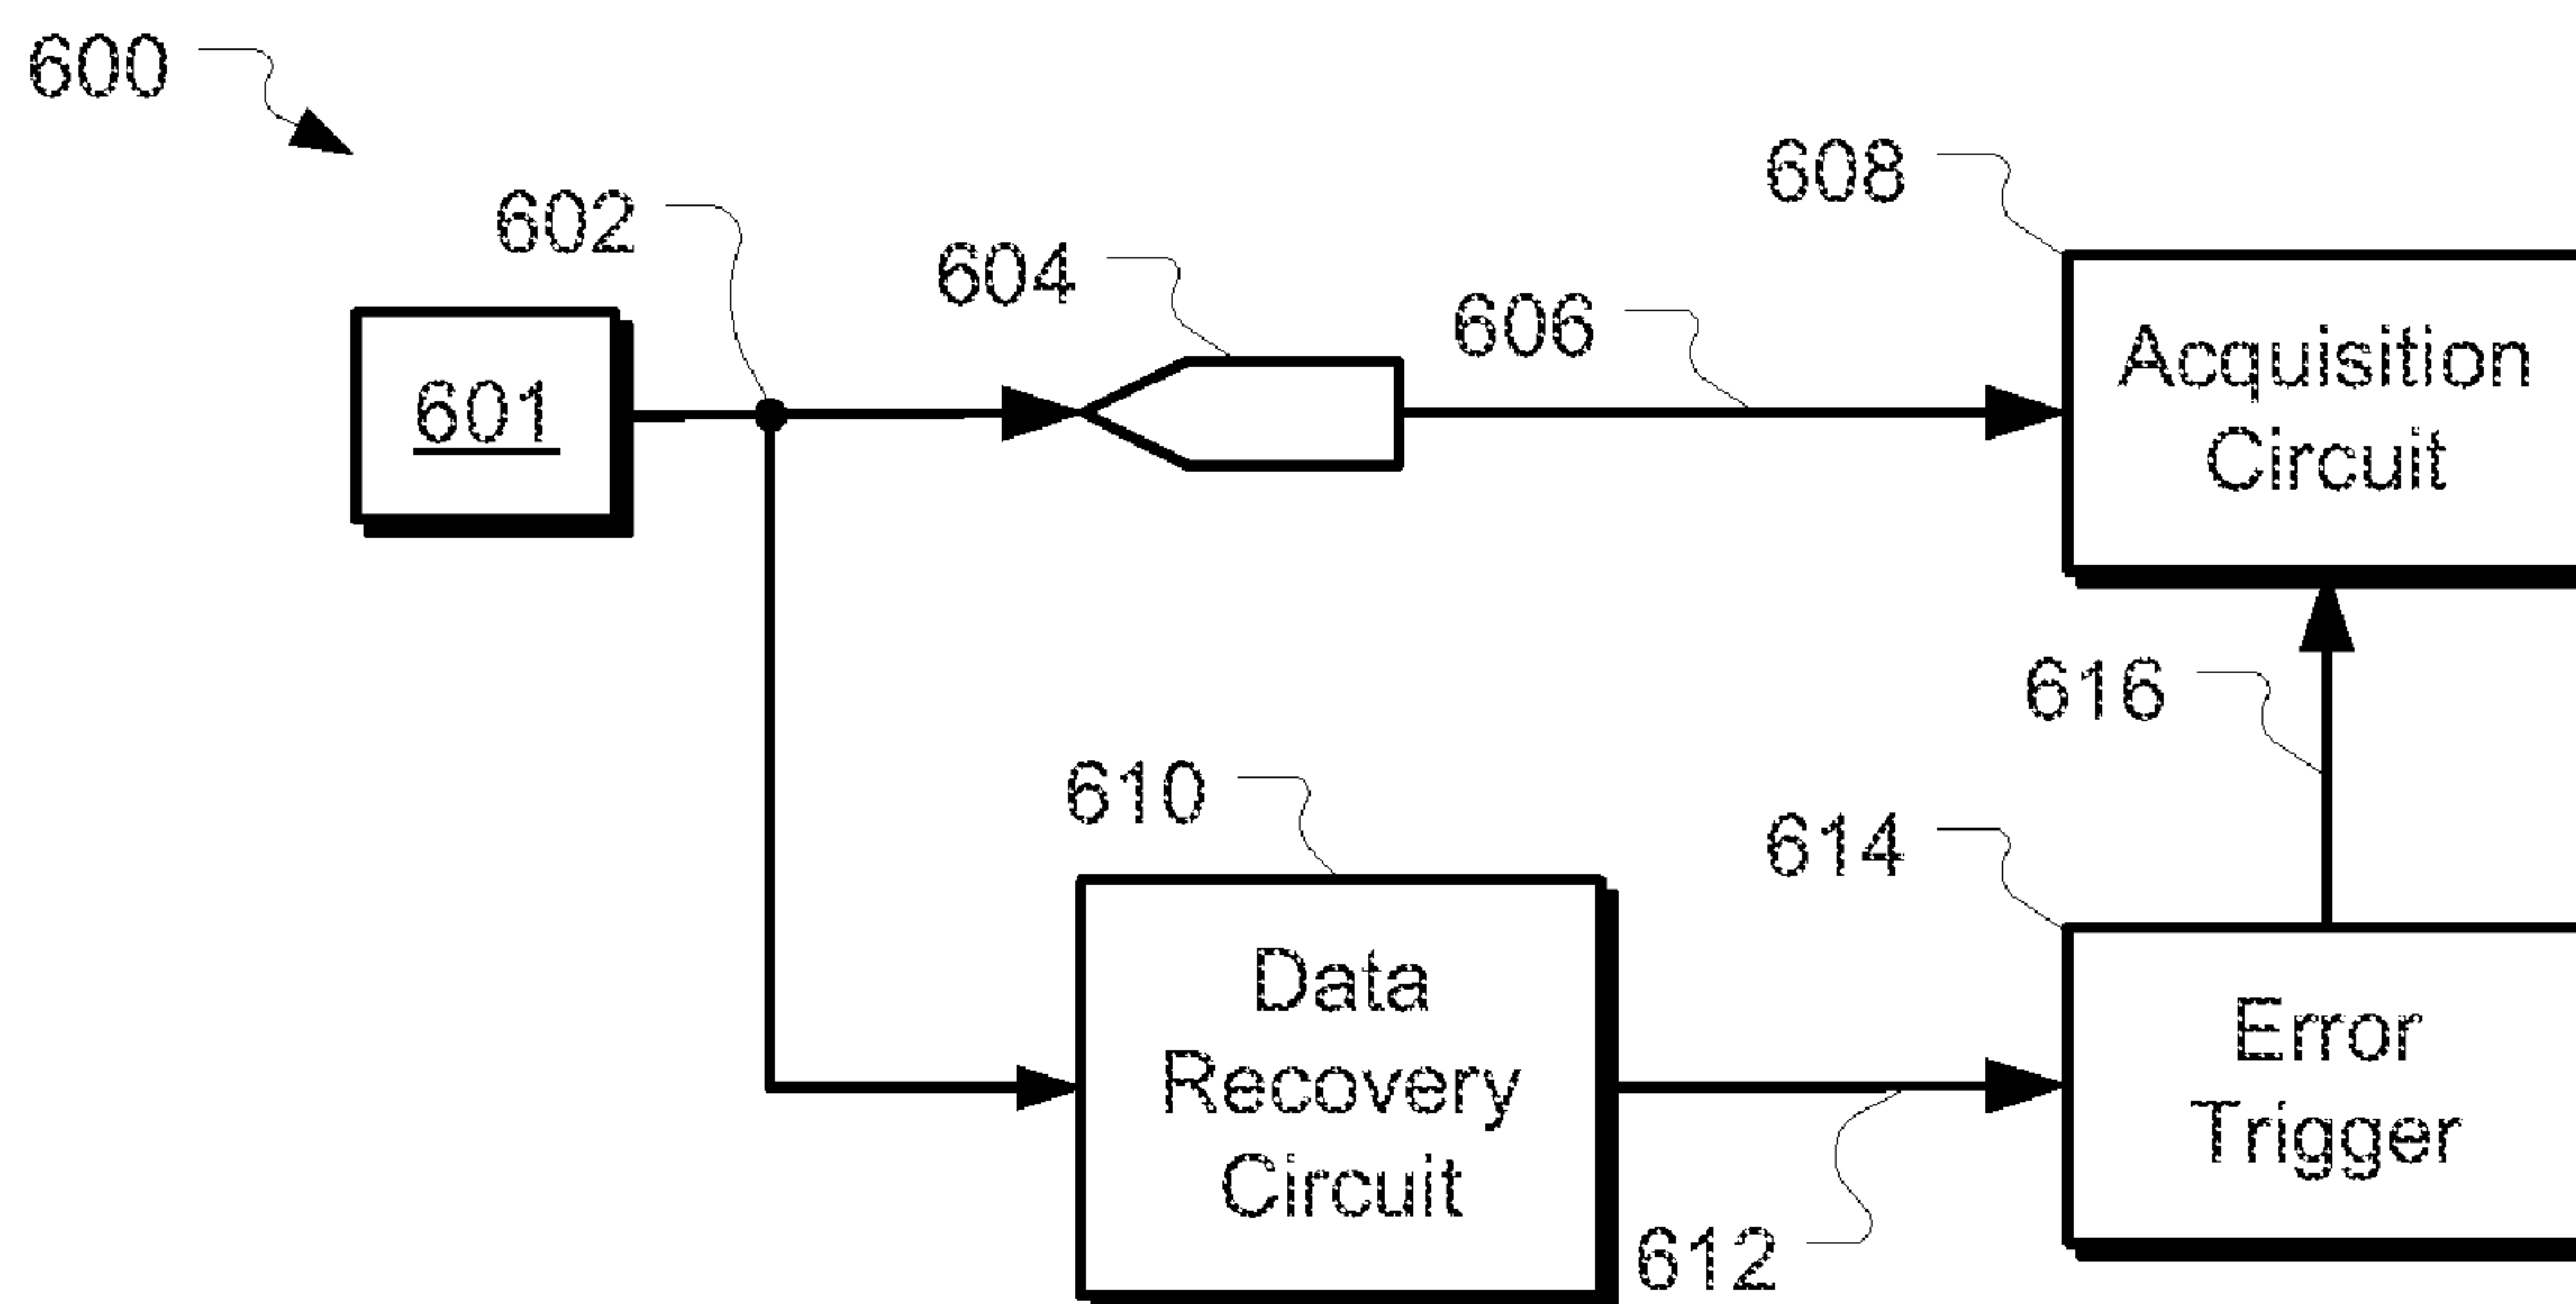 600
602
604
606
608
601
Acquisition
Circuit
616
610
614
Data
Recovery
Circuit
Error
Trigger
612